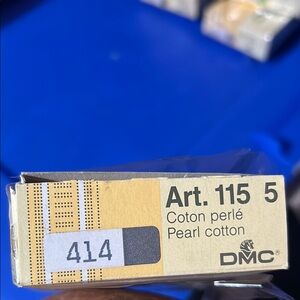 414
Art. 115 5
Coton perlé
Pearl cotton
DMC